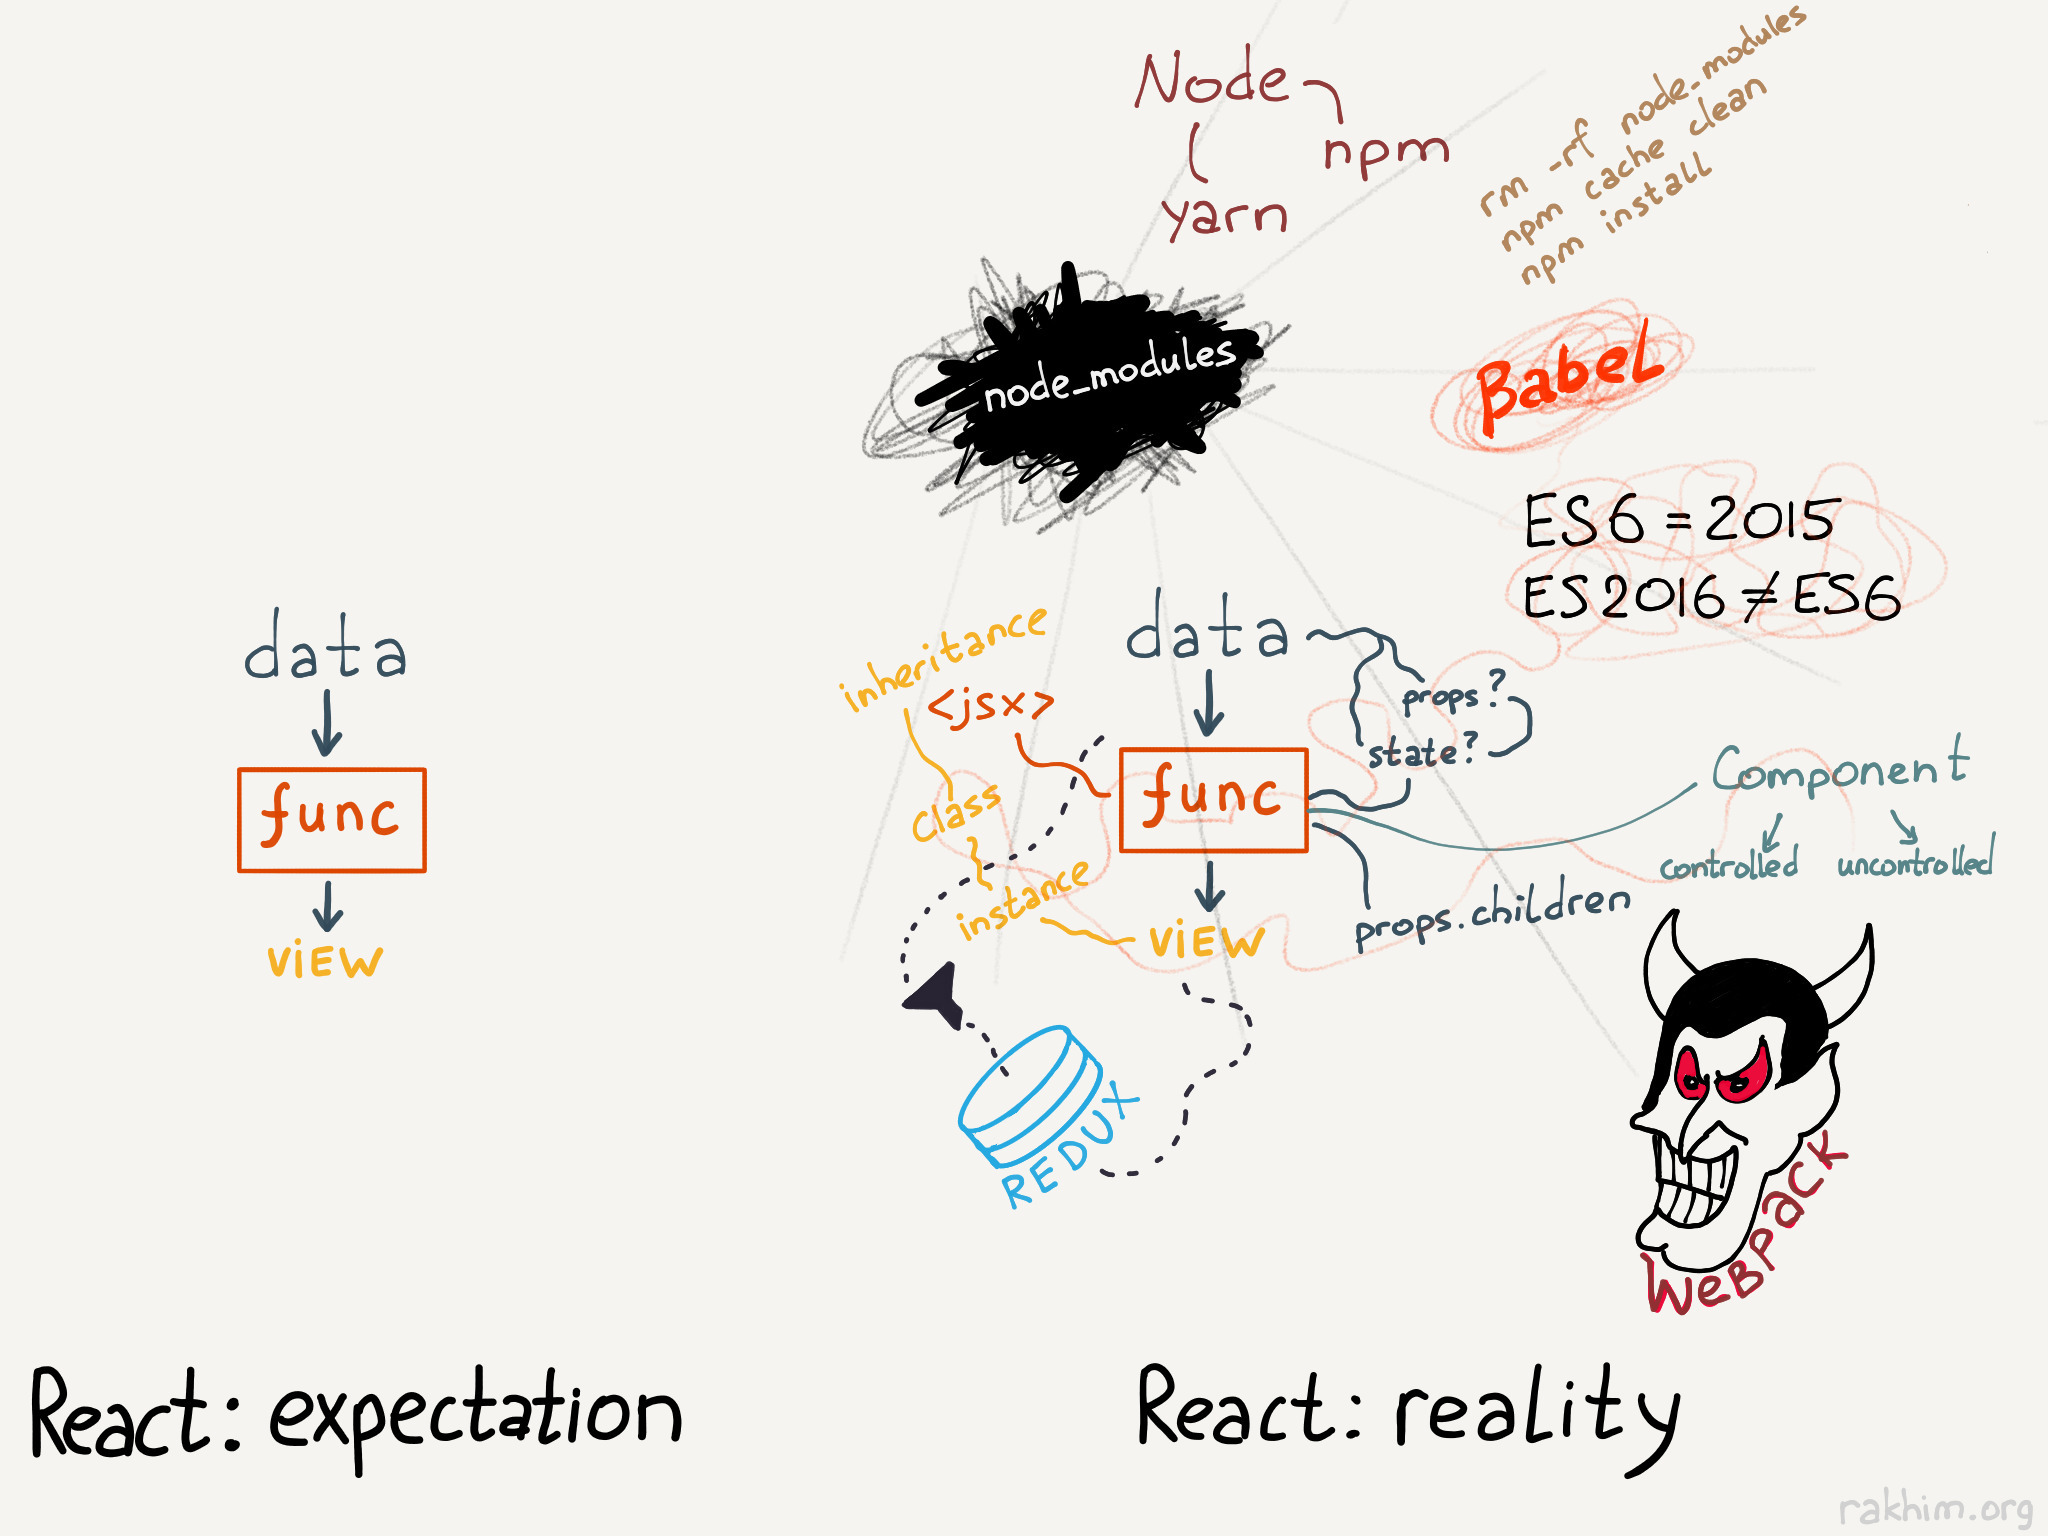 data
func
view
React: expectation
Node
npm
yarn
rm -rf node_modules
npm cache clean
npm install
node_modules
Babel
ES6 = 2015
ES2016 ≠ ES6
inheritance
<jsx>
class
instance
data
func
view
props?
state?
props.children
Component
controlled
uncontrolled
REDUX
WeBPACK
React: reality
rakhim.org